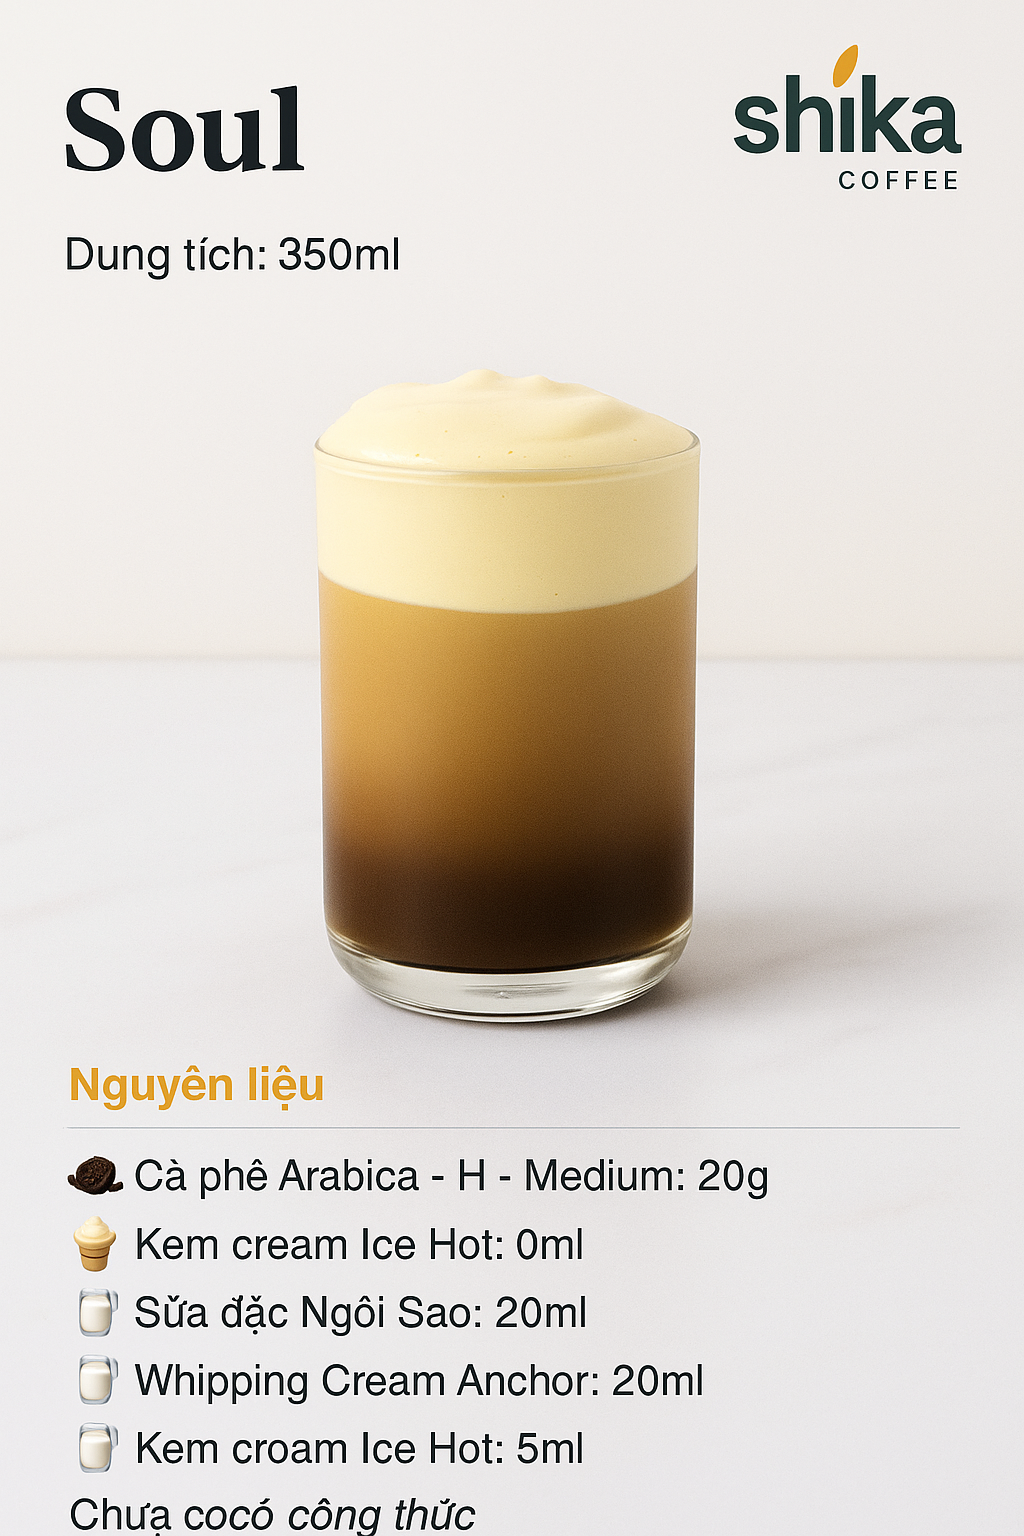 Soul
shika
COFFEE
Dung tích: 350ml
Nguyên liệu
Cà phê Arabica - H - Medium: 20g
Kem cream Ice Hot: 0ml
Sữa đặc Ngôi Sao: 20ml
Whipping Cream Anchor: 20ml
Kem croam Ice Hot: 5ml
Chưạ cocó công thức